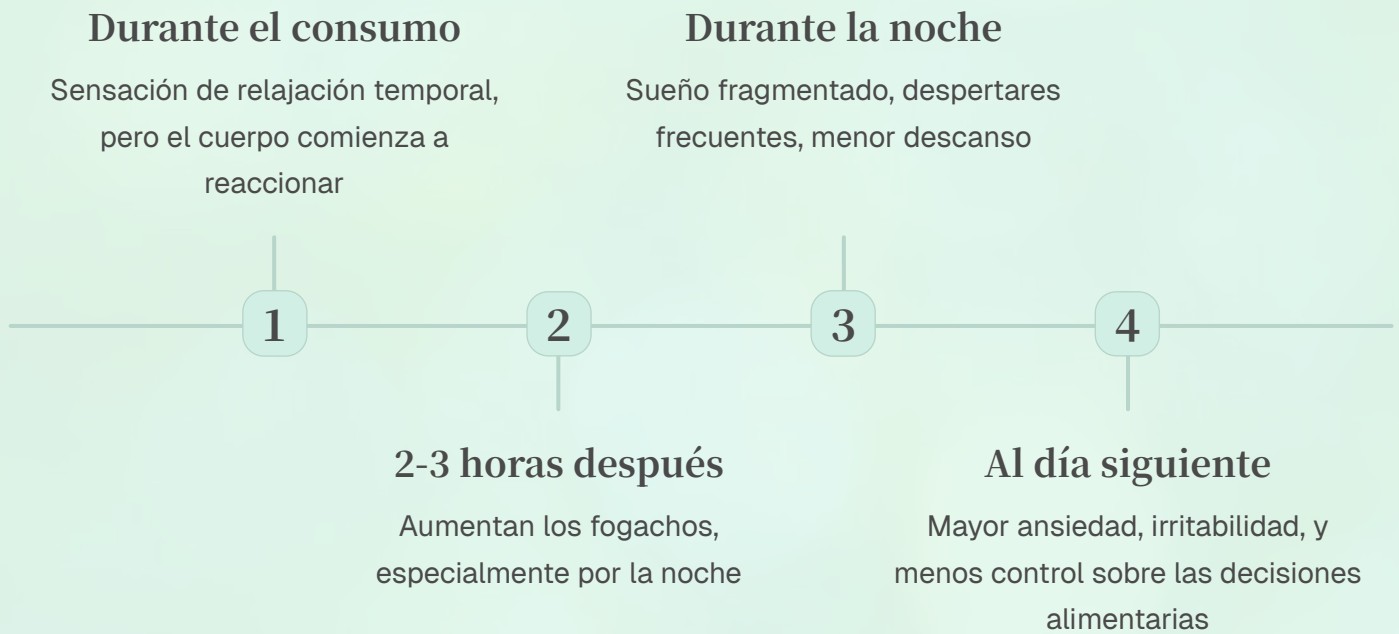 Durante el consumo
Sensación de relajación temporal,
pero el cuerpo comienza a
reaccionar
Durante la noche
Sueño fragmentado, despertares
frecuentes, menor descanso
1
2
3
4
2-3 horas después
Aumentan los fogachos,
especialmente por la noche
Al día siguiente
Mayor ansiedad, irritabilidad, y
menos control sobre las decisiones
alimentarias